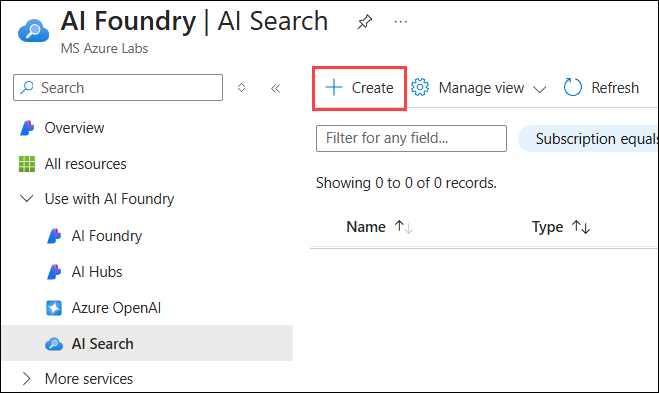 AI Foundry | AI Search
MS Azure Labs
Search
Create
Manage view
Refresh
Overview
Filter for any field...
Subscription equals
All resources
Showing 0 to 0 of 0 records.
Use with AI Foundry
Name
Type
AI Foundry
AI Hubs
Azure OpenAI
AI Search
More services